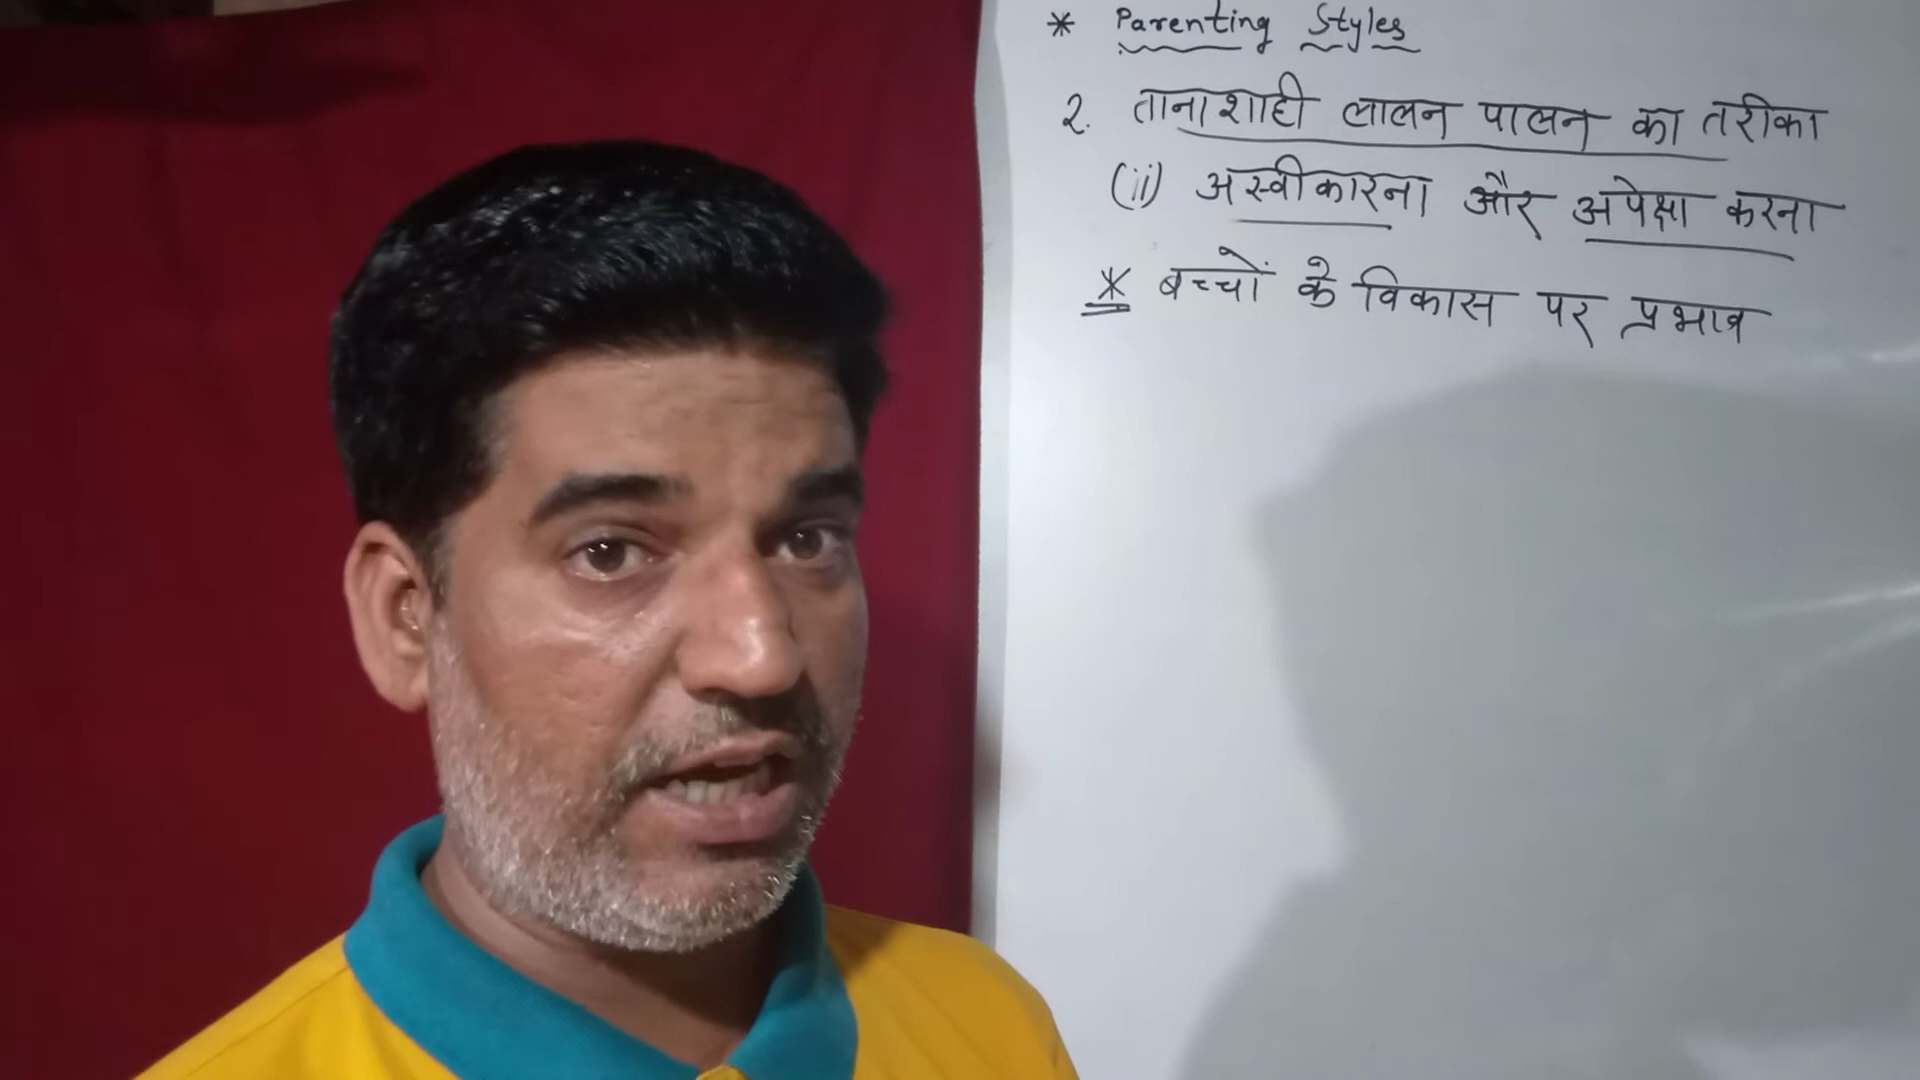 * Parenting Styles
2. तानाशाही लालन पालन का तरीका
(ii) अस्वीकारना और अपेक्षा करना
* बच्चों के विकास पर प्रभाव